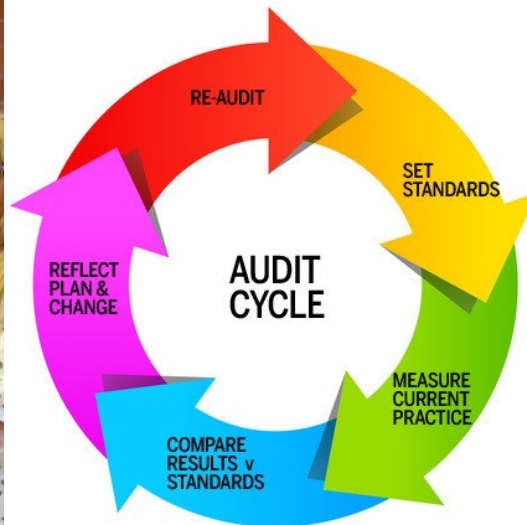 RE-AUDIT
SET
STANDARDS
MEASURE
CURRENT
PRACTICE
COMPARE
RESULTS v
STANDARDS
REFLECT
PLAN &
CHANGE
AUDIT
CYCLE